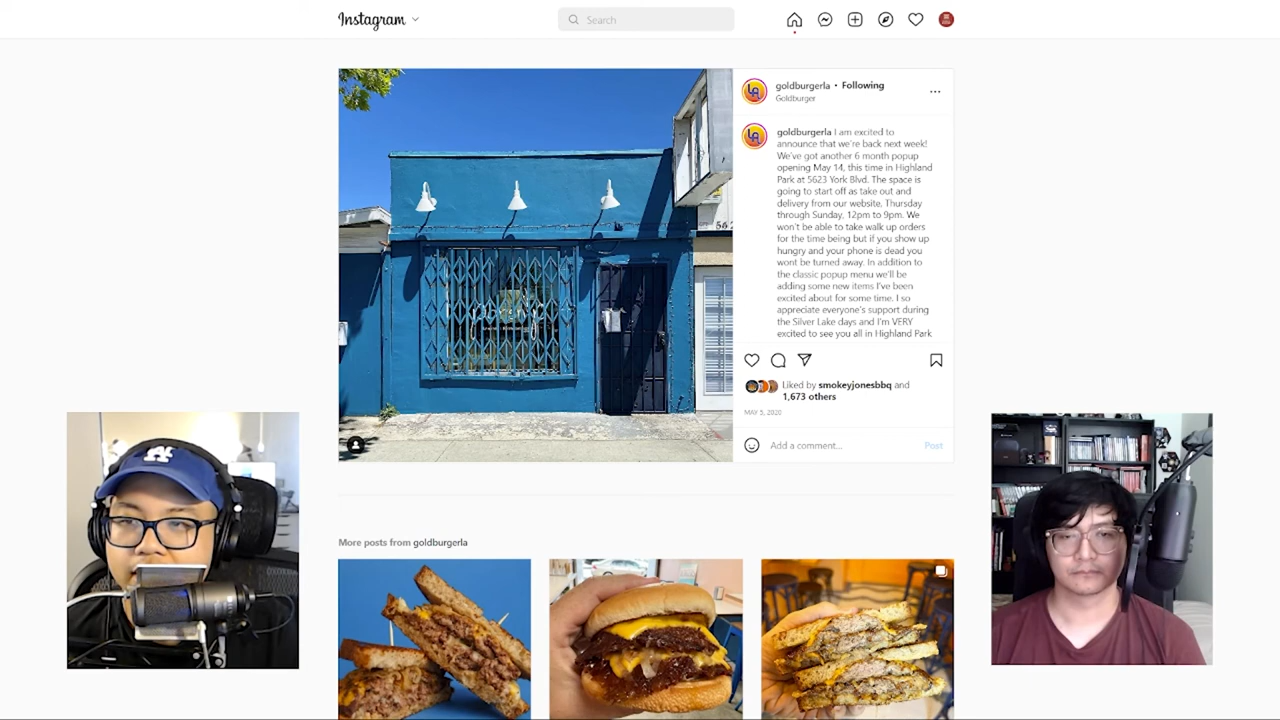 Instagram
Search
goldburgerla • Following
Goldburger
goldburgerla I am excited to
announce that we're back next week!
We've got another 6 month popup
opening May 14, this time in Highland
Park at 5623 York Blvd. The space is
going to start off as take out and
delivery from our website, Thursday
through Sunday, 12pm to 9pm. We
won't be able to take walk up orders
for the time being but if you show up
hungry and your phone is dead you
wont be turned away. In addition to
the classic popup menu we'll be
adding some new items I've been
excited about for some time. I so
appreciate everyone's support during
the Silver Lake days and I'm VERY
excited to see you all in Highland Park
Liked by smokeyjonesbbq and
1,673 others
MAY 5, 2020
Add a comment...
Post
More posts from goldburgerla